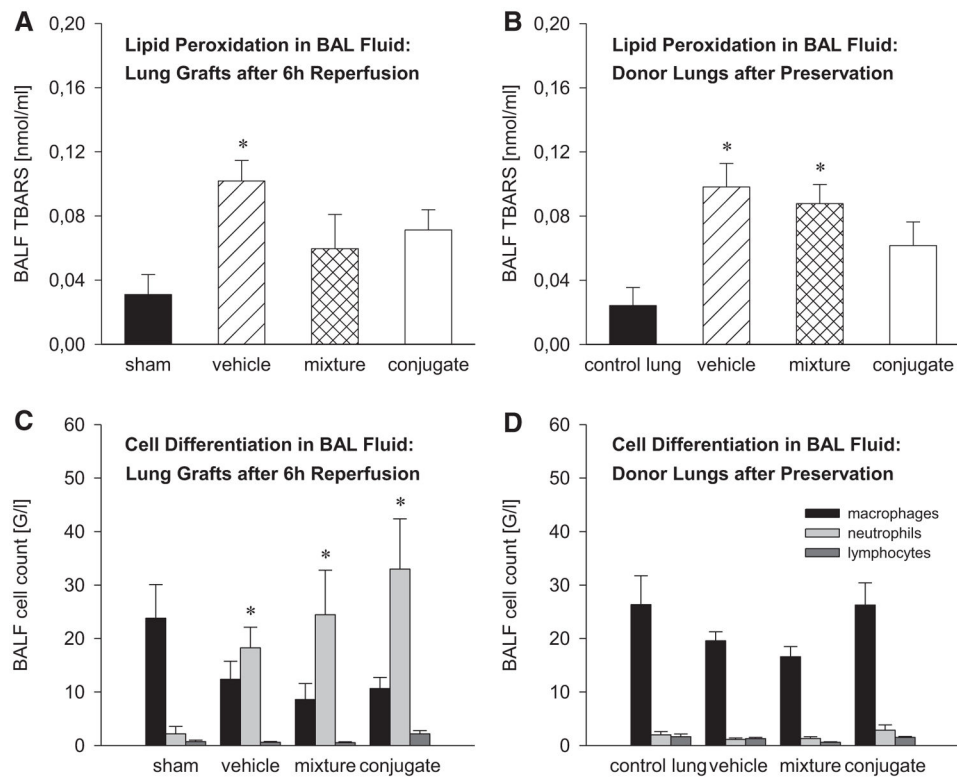 A
Lipid Peroxidation in BAL Fluid:
Lung Grafts after 6h Reperfusion
BALF TBARS [nmol/ml]
0,20
0,16
0,12
0,08
0,04
0,00
*
sham vehicle mixture conjugate
B
Lipid Peroxidation in BAL Fluid:
Donor Lungs after Preservation
BALF TBARS [nmol/ml]
0,20
0,16
0,12
0,08
0,04
0,00
* *
control lung vehicle mixture conjugate
C
Cell Differentiation in BAL Fluid:
Lung Grafts after 6h Reperfusion
BALF cell count [G/l]
60
50
40
30
20
10
0
* * *
sham vehicle mixture conjugate
D
Cell Differentiation in BAL Fluid:
Donor Lungs after Preservation
BALF cell count [G/l]
60
50
40
30
20
10
0
macrophages
neutrophils
lymphocytes
control lung vehicle mixture conjugate